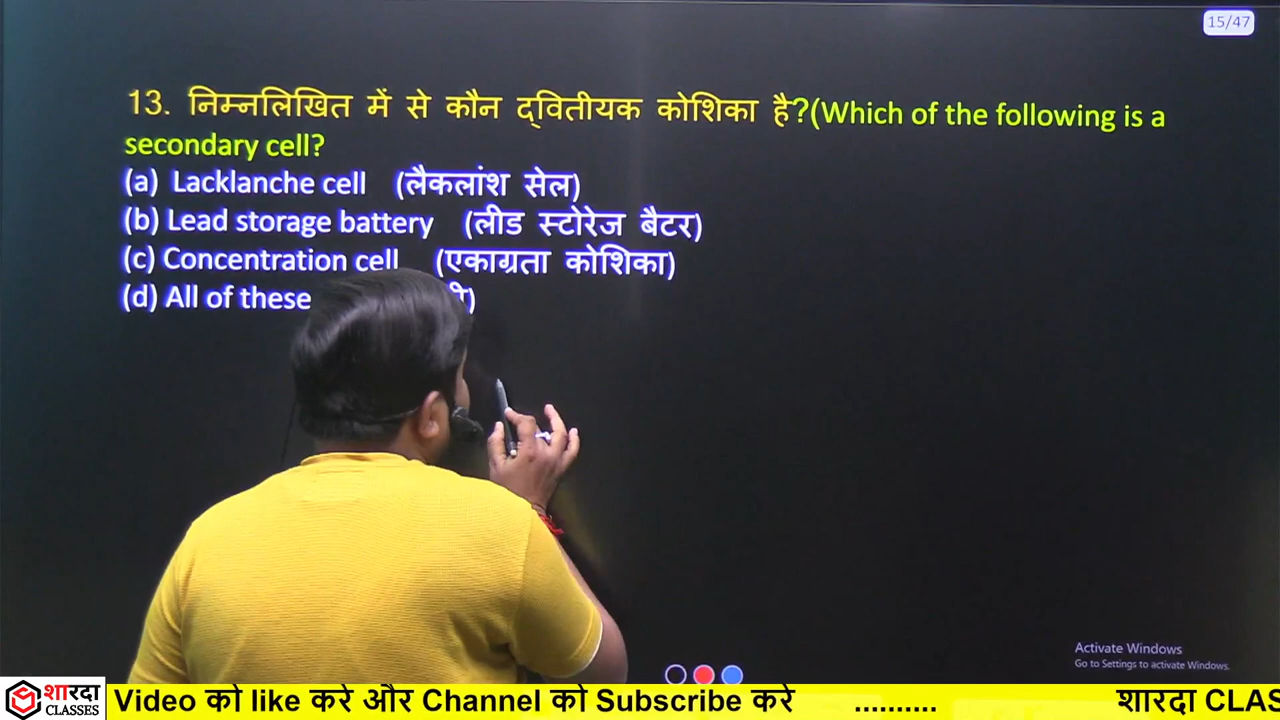 15/47
13. निम्नलिखित में से कौन द्वितीयक कोशिका है?(Which of the following is a
secondary cell?
(a) Lacklanche cell (लैकलांश सेल)
(b) Lead storage battery (लीड स्टोरेज बैटर)
(c) Concentration cell (एकाग्रता कोशिका)
(d) All of these
Activate Windows
Go to Settings to activate Windows.
शारदा
CLASSES
Video को like करे और Channel को Subscribe करे .......... शारदा